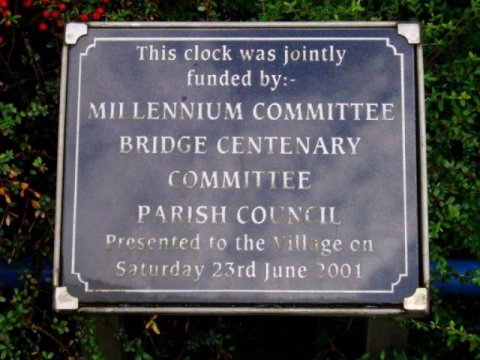 This clock was jointly
funded by:-
MILLENNIUM COMMITTEE
BRIDGE CENTENARY
COMMITTEE
PARISH COUNCIL
Presented to the Village on
Saturday 23rd June 2001